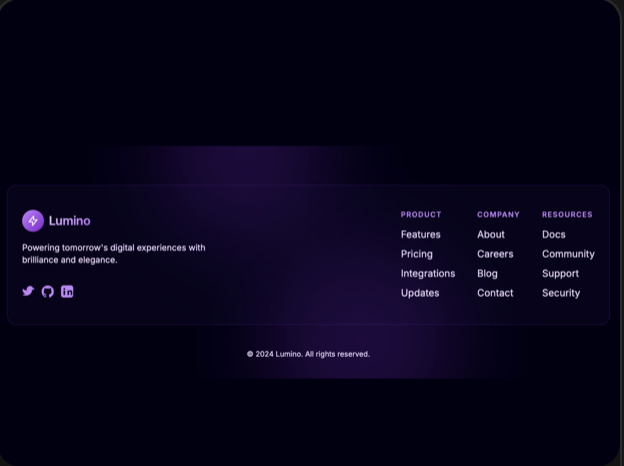 Lumino
Powering tomorrow's digital experiences with
brilliance and elegance.
PRODUCT
Features
Pricing
Integrations
Updates
COMPANY
About
Careers
Blog
Contact
RESOURCES
Docs
Community
Support
Security
© 2024 Lumino. All rights reserved.